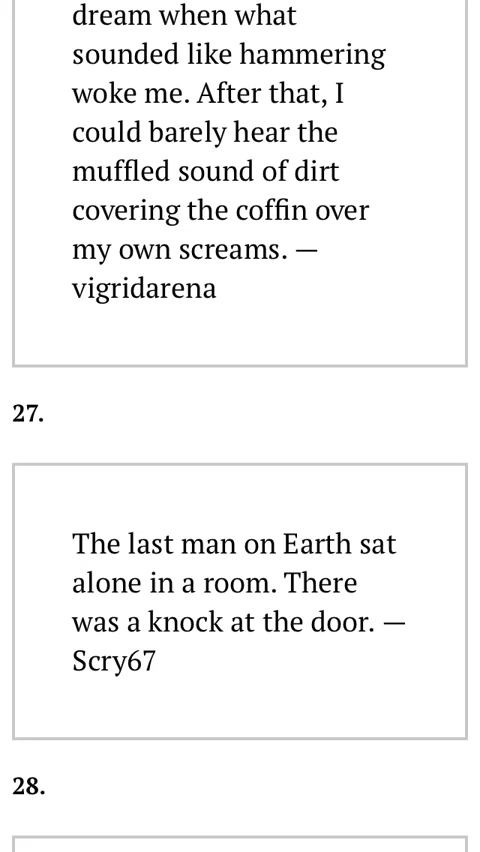 dream when what
sounded like hammering
woke me. After that, I
could barely hear the
muffled sound of dirt
covering the coffin over
my own screams. —
vigridarena
27.
The last man on Earth sat
alone in a room. There
was a knock at the door. —
Scry67
28.